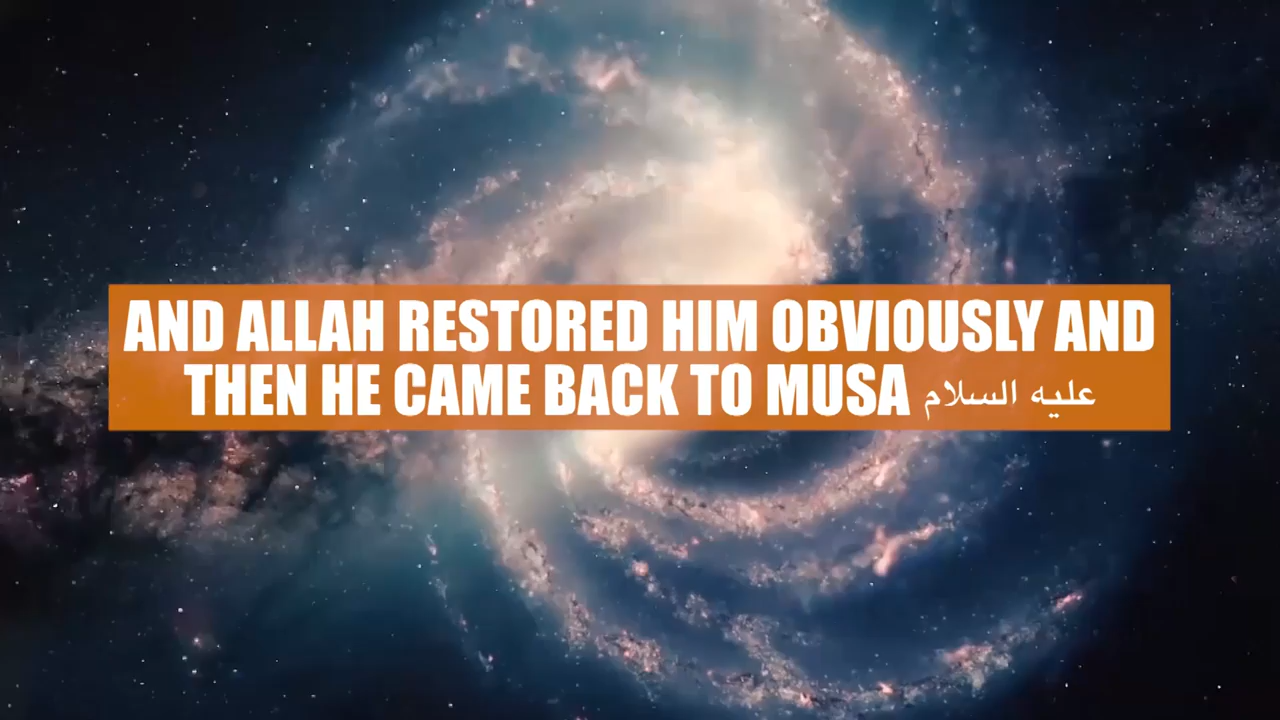 AND ALLAH RESTORED HIM OBVIOUSLY AND
THEN HE CAME BACK TO MUSA عليه السلام